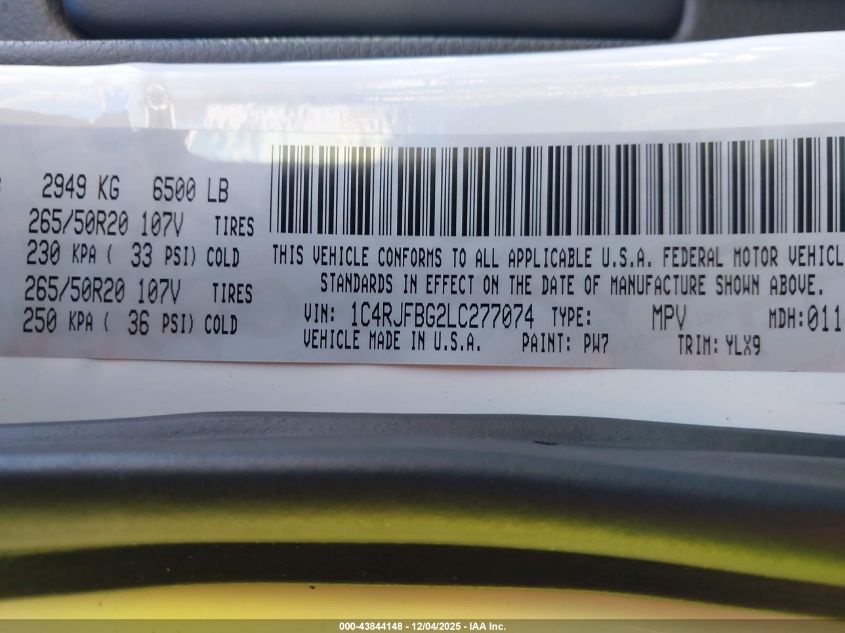 2949 KG 6500 LB
265/50R20 107V TIRES
230 KPA ( 33 PSI) COLD
265/50R20 107V TIRES
250 KPA ( 36 PSI) COLD
THIS VEHICLE CONFORMS TO ALL APPLICABLE U.S.A. FEDERAL MOTOR VEHICL
STANDARDS IN EFFECT ON THE DATE OF MANUFACTURE SHOWN ABOVE.
VIN: 1C4RJFBG2LC277074 TYPE: MPV MDH:011
VEHICLE MADE IN U.S.A. PAINT: PW7 TRIM: YLX9
000-43844148 - 12/04/2025 - IAA Inc.